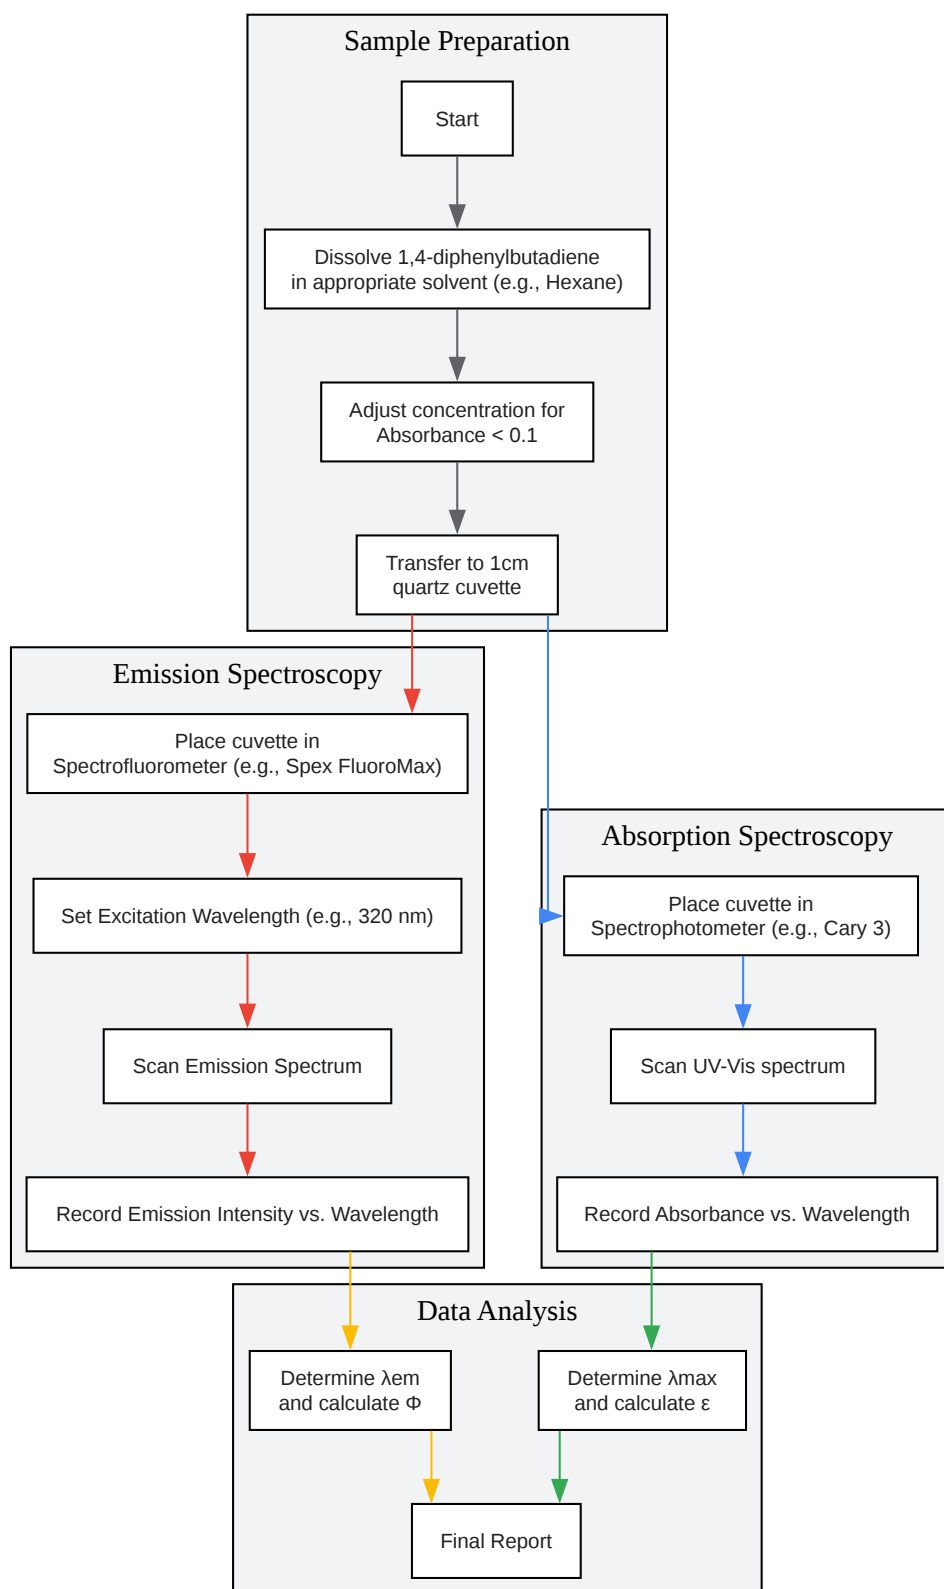 Sample Preparation
Start
Dissolve 1,4-diphenylbutadiene
in appropriate solvent (e.g., Hexane)
Adjust concentration for
Absorbance < 0.1
Transfer to 1cm
quartz cuvette
Emission Spectroscopy
Place cuvette in
Spectrofluorometer (e.g., Spex FluoroMax)
Set Excitation Wavelength (e.g., 320 nm)
Scan Emission Spectrum
Record Emission Intensity vs. Wavelength
Absorption Spectroscopy
Place cuvette in
Spectrophotometer (e.g., Cary 3)
Scan UV-Vis spectrum
Record Absorbance vs. Wavelength
Data Analysis
Determine λem
and calculate Φ
Determine λmax
and calculate ε
Final Report